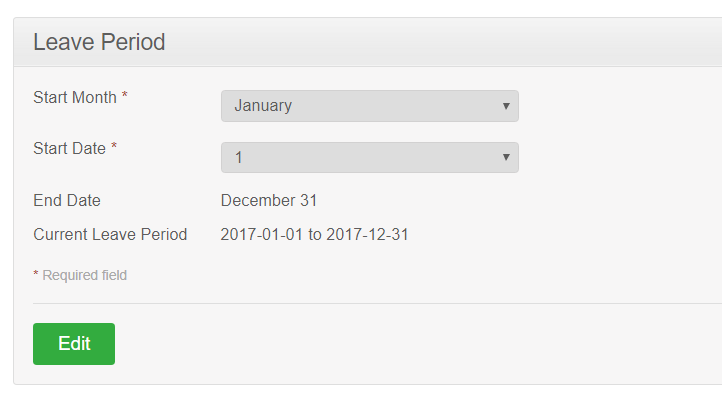 Leave Period
Start Month * January
Start Date * 1
End Date December 31
Current Leave Period 2017-01-01 to 2017-12-31
* Required field
Edit